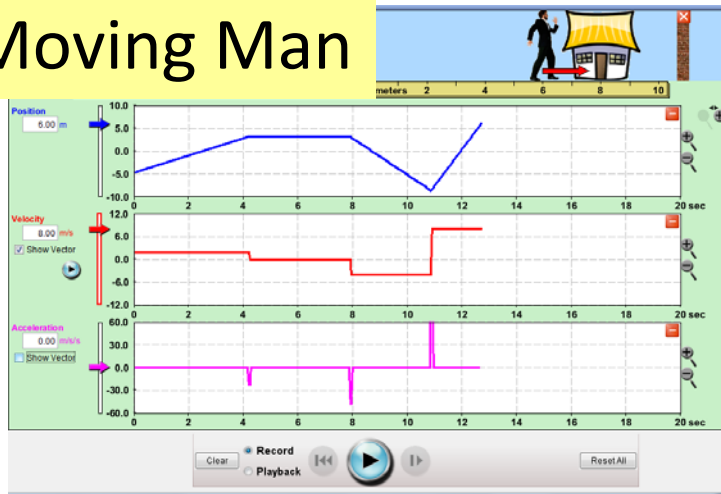 Moving Man
meters 2 4 6 8 10
Position
6.00 m
10.0
5.0
0.0
-5.0
-10.0
0 2 4 6 8 10 12 14 16 18 20 sec
Velocity
8.00 m/s
Show Vector
12.0
6.0
0.0
-6.0
-12.0
0 2 4 6 8 10 12 14 16 18 20 sec
Acceleration
0.00 m/s/s
Show Vector
60.0
30.0
0.0
-30.0
-60.0
0 2 4 6 8 10 12 14 16 18 20 sec
Clear
Record
Playback
Reset All